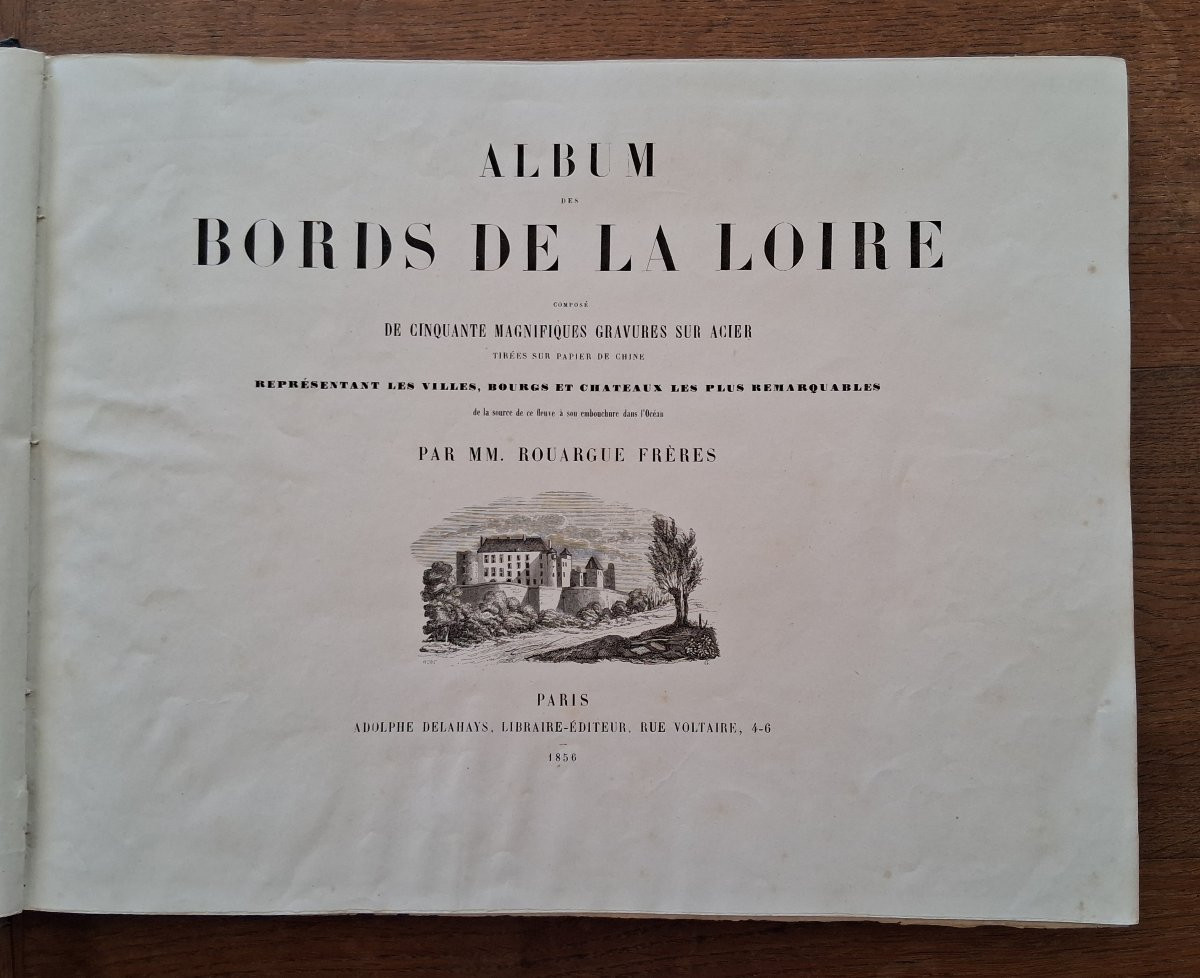 ALBUM
DES
BORDS DE LA LOIRE
COMPOSÉ
DE CINQUANTE MAGNIFIQUES GRAVURES SUR ACIER
TIRÉES SUR PAPIER DE CHINE
REPRÉSENTANT LES VILLES, BOURGS ET CHATEAUX LES PLUS REMARQUABLES
de la source de ce fleuve à son embouchure dans l'Océan
PAR MM. ROUARGUE FRÈRES
PARIS
ADOLPHE DELAHAYS, LIBRAIRE-ÉDITEUR, RUE VOLTAIRE, 4-6
1856